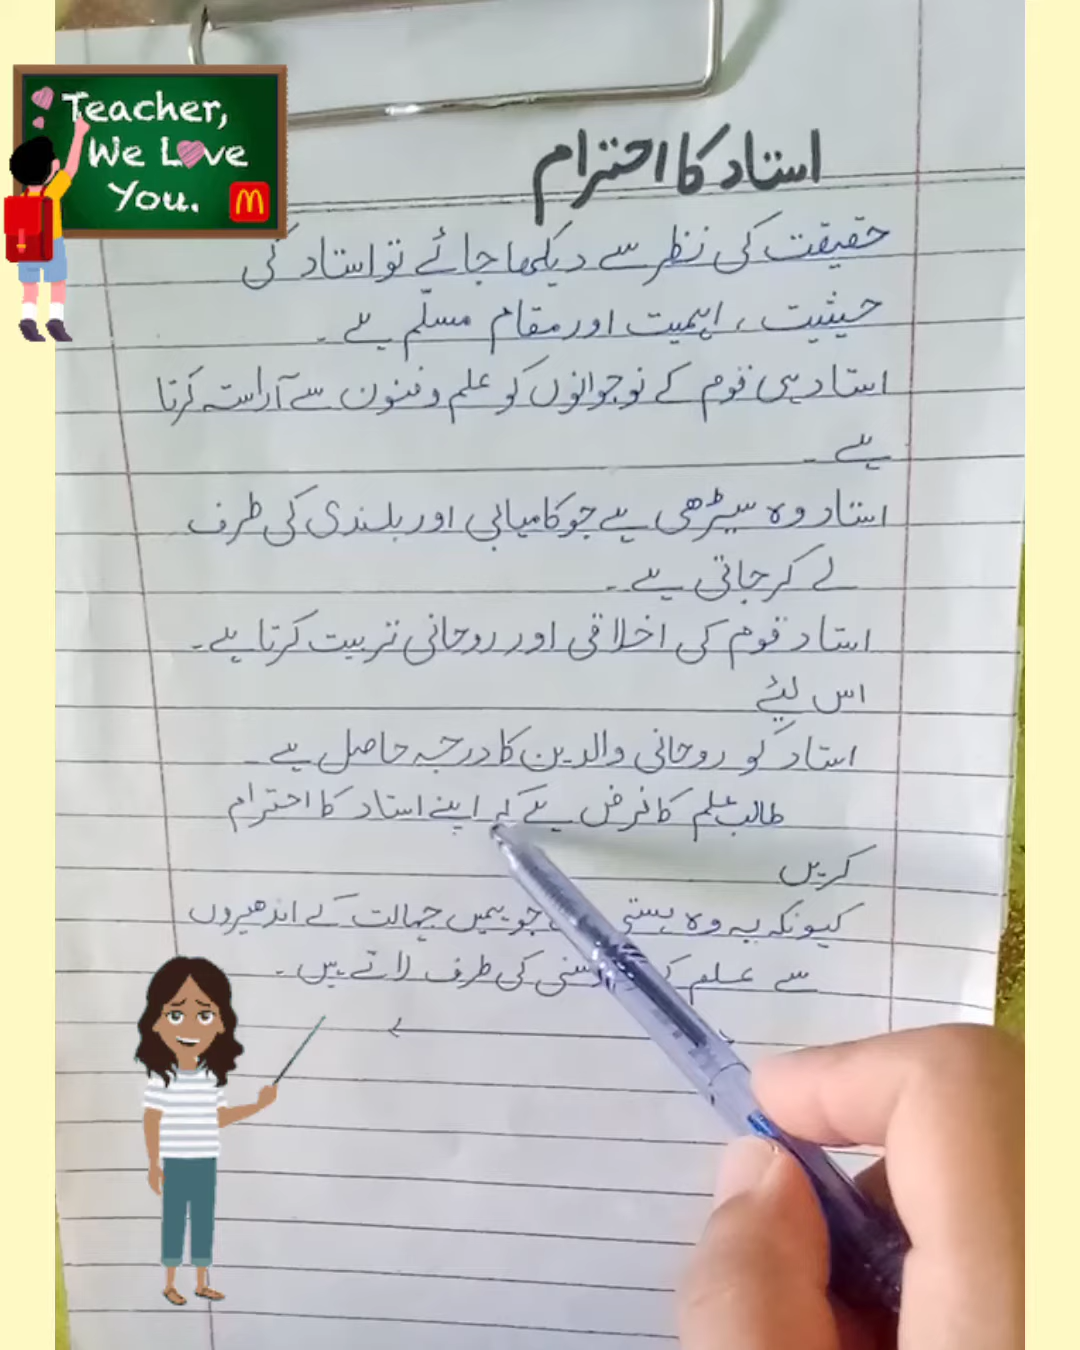 Teacher,
We Love
You.
استاد کا احترام
حقیقت کی نظر سے دیکھا جائے تو استاد کی
حیثیت ، اہمیت اور مقام مسلّم ہے ۔
استاد ہی قوم کے نوجوانوں کو علم و فنون سے آراستہ کرتا
ہے ۔
استاد وہ سیڑھی ہے جو کامیابی اور بلندی کی طرف
لے کر جاتی ہے ۔
استاد قوم کی اخلاقی اور روحانی تربیت کرتا ہے ۔
اس لیٔے
استاد کو روحانی والدین کا درجہ حاصل ہے ۔
طالب علم کا فرض ہے کہ اپنے استاد کا احترام
کریں
کیونکہ یہ وہ ہستی جو ہمیں جہالت کے اندھیروں
سے علم کی طرف لاتے ہیں ۔